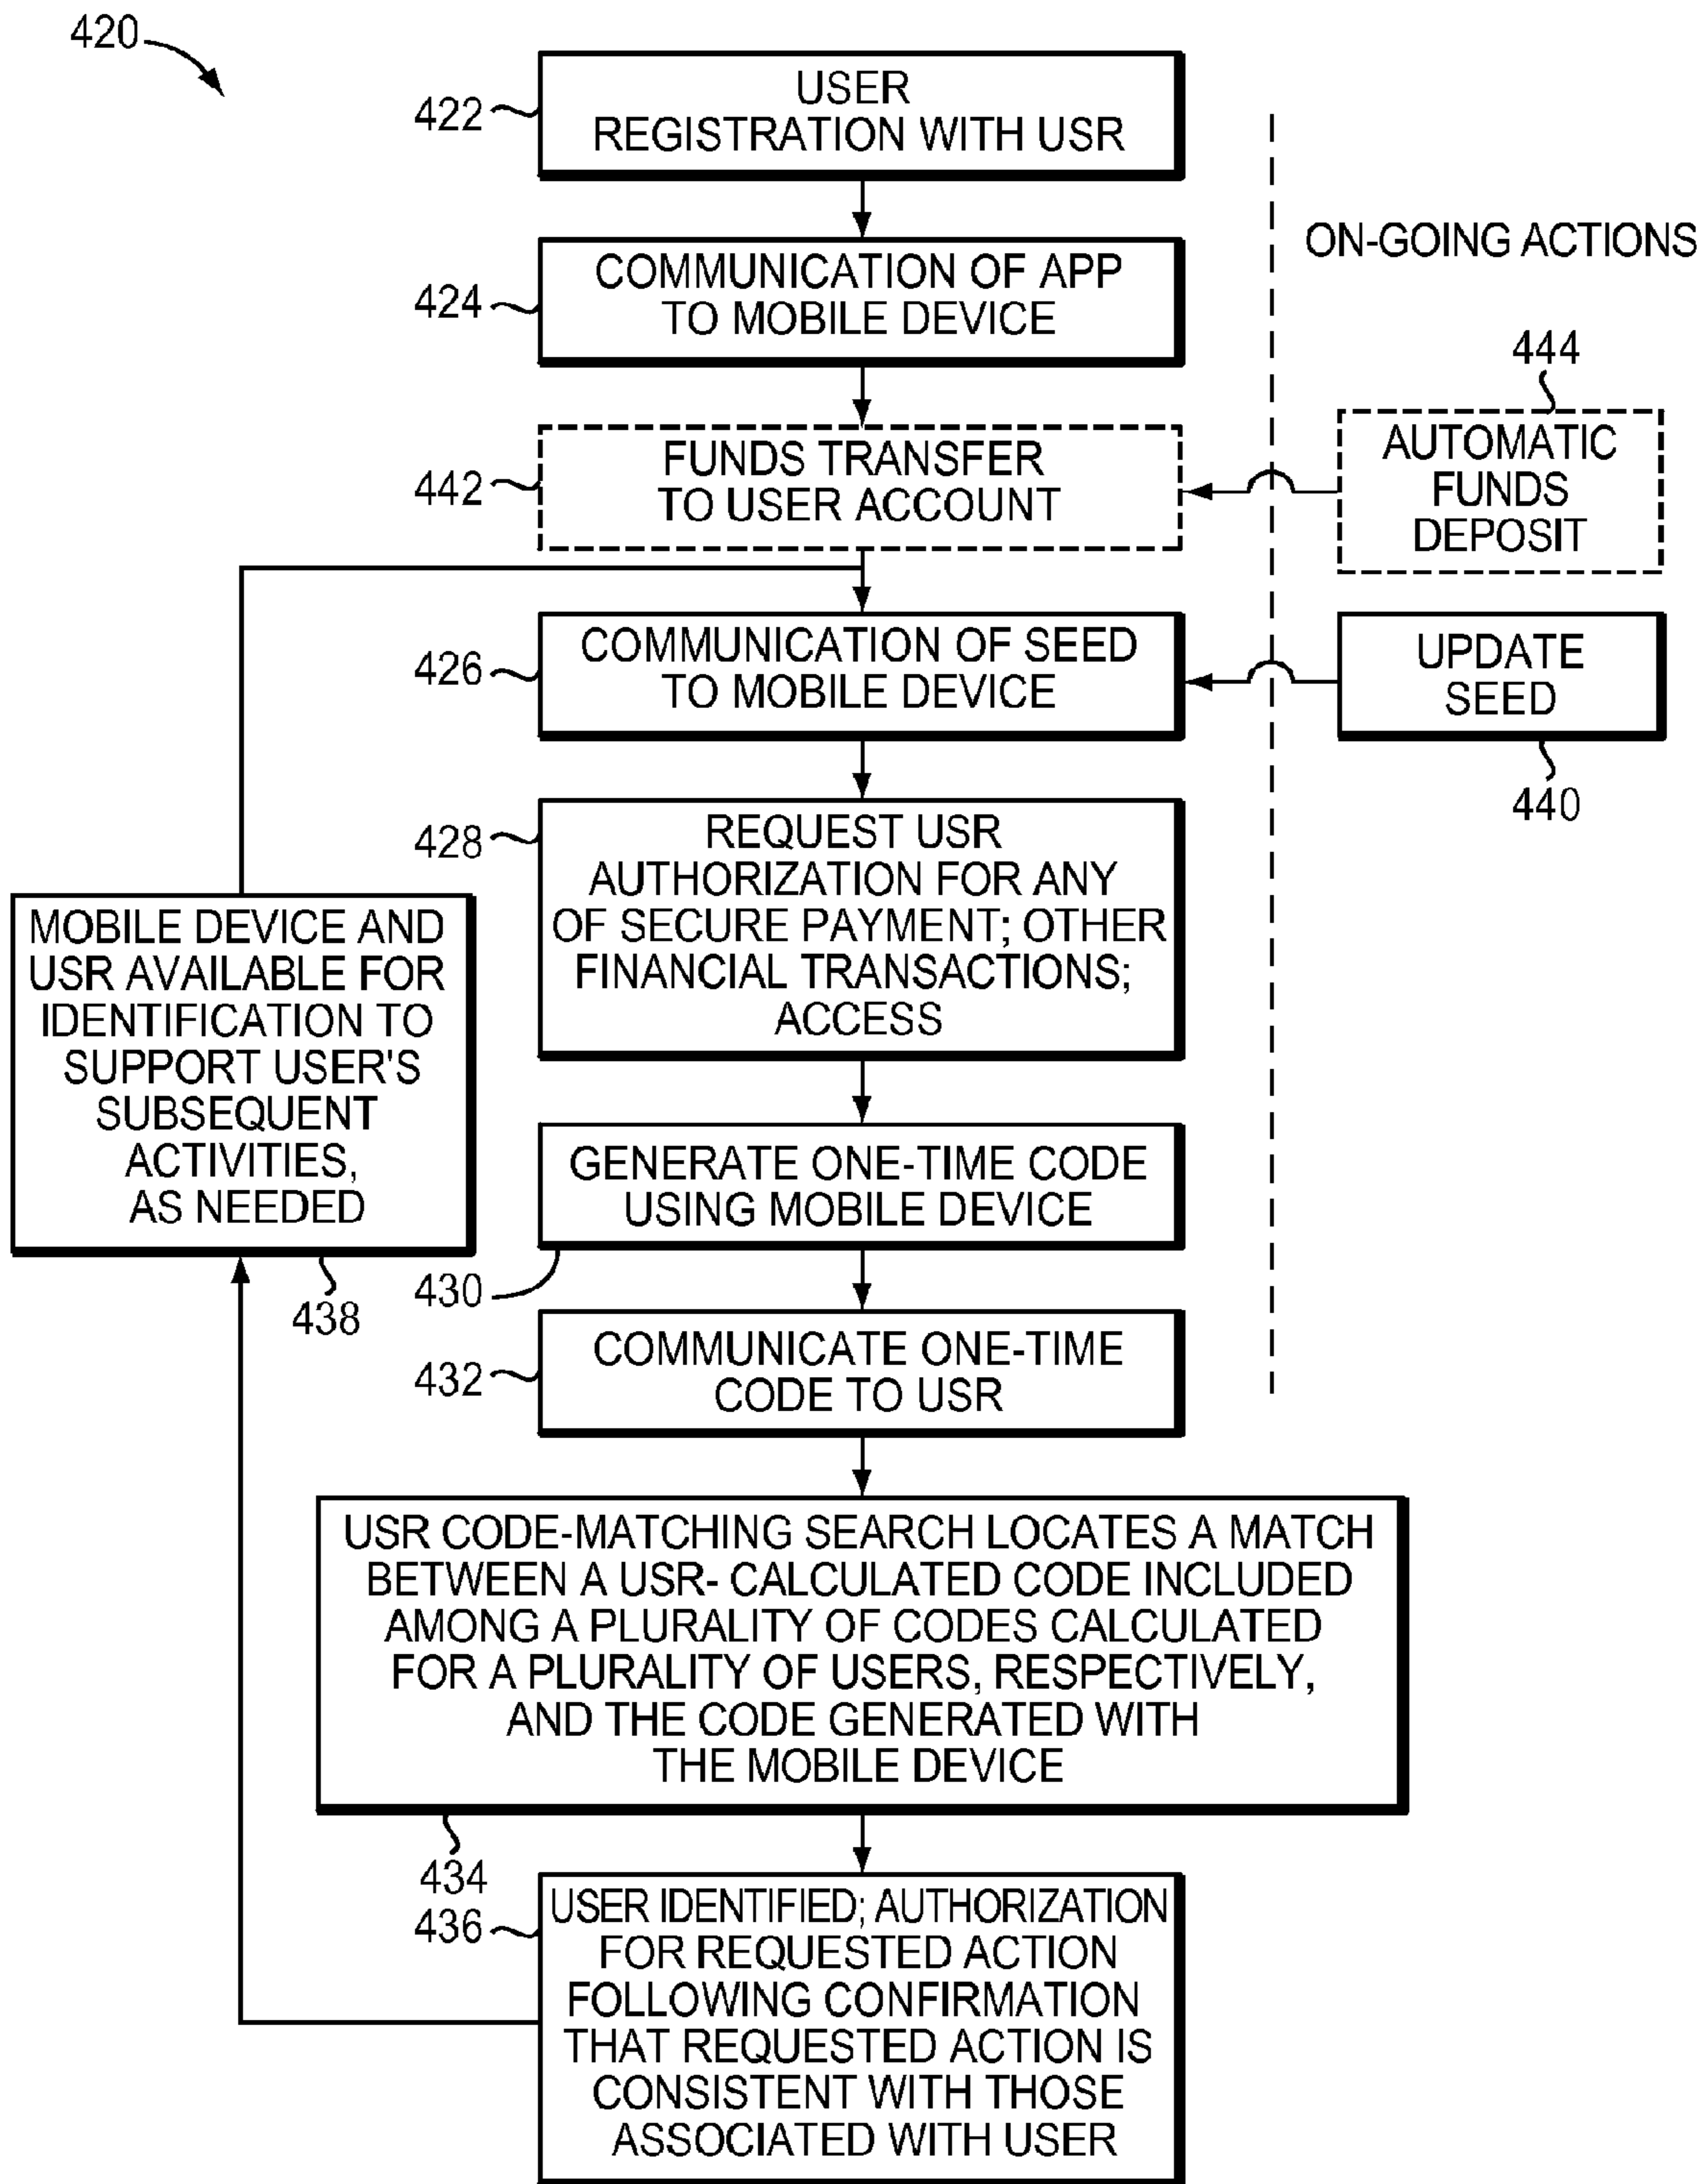 420
422
USER
REGISTRATION WITH USR
ON-GOING ACTIONS
424
COMMUNICATION OF APP
TO MOBILE DEVICE
442
FUNDS TRANSFER
TO USER ACCOUNT
444
AUTOMATIC
FUNDS
DEPOSIT
426
COMMUNICATION OF SEED
TO MOBILE DEVICE
UPDATE
SEED
440
428
REQUEST USR
AUTHORIZATION FOR ANY
OF SECURE PAYMENT; OTHER
FINANCIAL TRANSACTIONS;
ACCESS
MOBILE DEVICE AND
USR AVAILABLE FOR
IDENTIFICATION TO
SUPPORT USER'S
SUBSEQUENT
ACTIVITIES,
AS NEEDED
438
GENERATE ONE-TIME CODE
USING MOBILE DEVICE
430
432
COMMUNICATE ONE-TIME
CODE TO USR
USR CODE-MATCHING SEARCH LOCATES A MATCH
BETWEEN A USR- CALCULATED CODE INCLUDED
AMONG A PLURALITY OF CODES CALCULATED
FOR A PLURALITY OF USERS, RESPECTIVELY,
AND THE CODE GENERATED WITH
THE MOBILE DEVICE
434
436
USER IDENTIFIED; AUTHORIZATION
FOR REQUESTED ACTION
FOLLOWING CONFIRMATION
THAT REQUESTED ACTION IS
CONSISTENT WITH THOSE
ASSOCIATED WITH USER